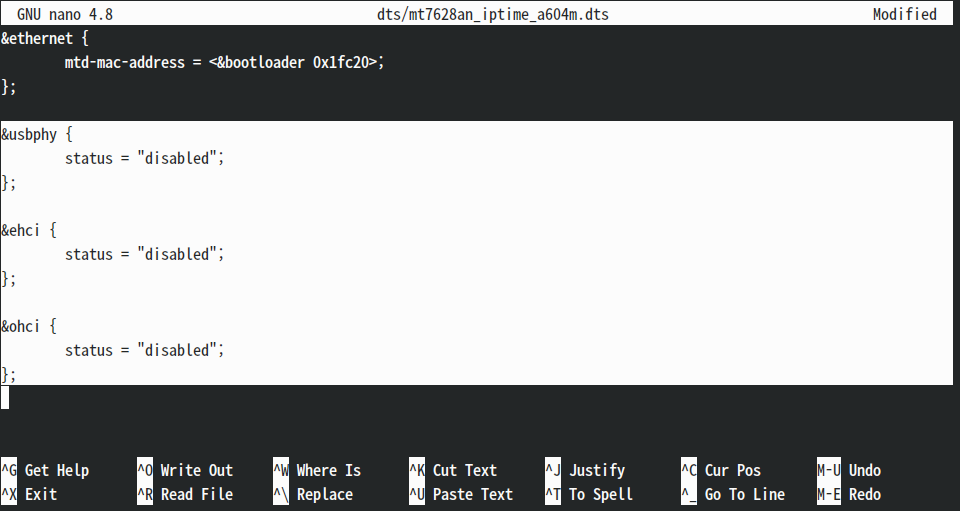 GNU nano 4.8 dts/mt7628an_iptime_a604m.dts Modified
&ethernet {
mtd-mac-address = <&bootloader 0x1fc20>;
};
&usbphy {
status = "disabled";
};
&ehci {
status = "disabled";
};
&ohci {
status = "disabled";
};
^G Get Help ^O Write Out ^W Where Is ^K Cut Text ^J Justify ^C Cur Pos M-U Undo
^X Exit ^R Read File ^\ Replace ^U Paste Text ^T To Spell ^_ Go To Line M-E Redo